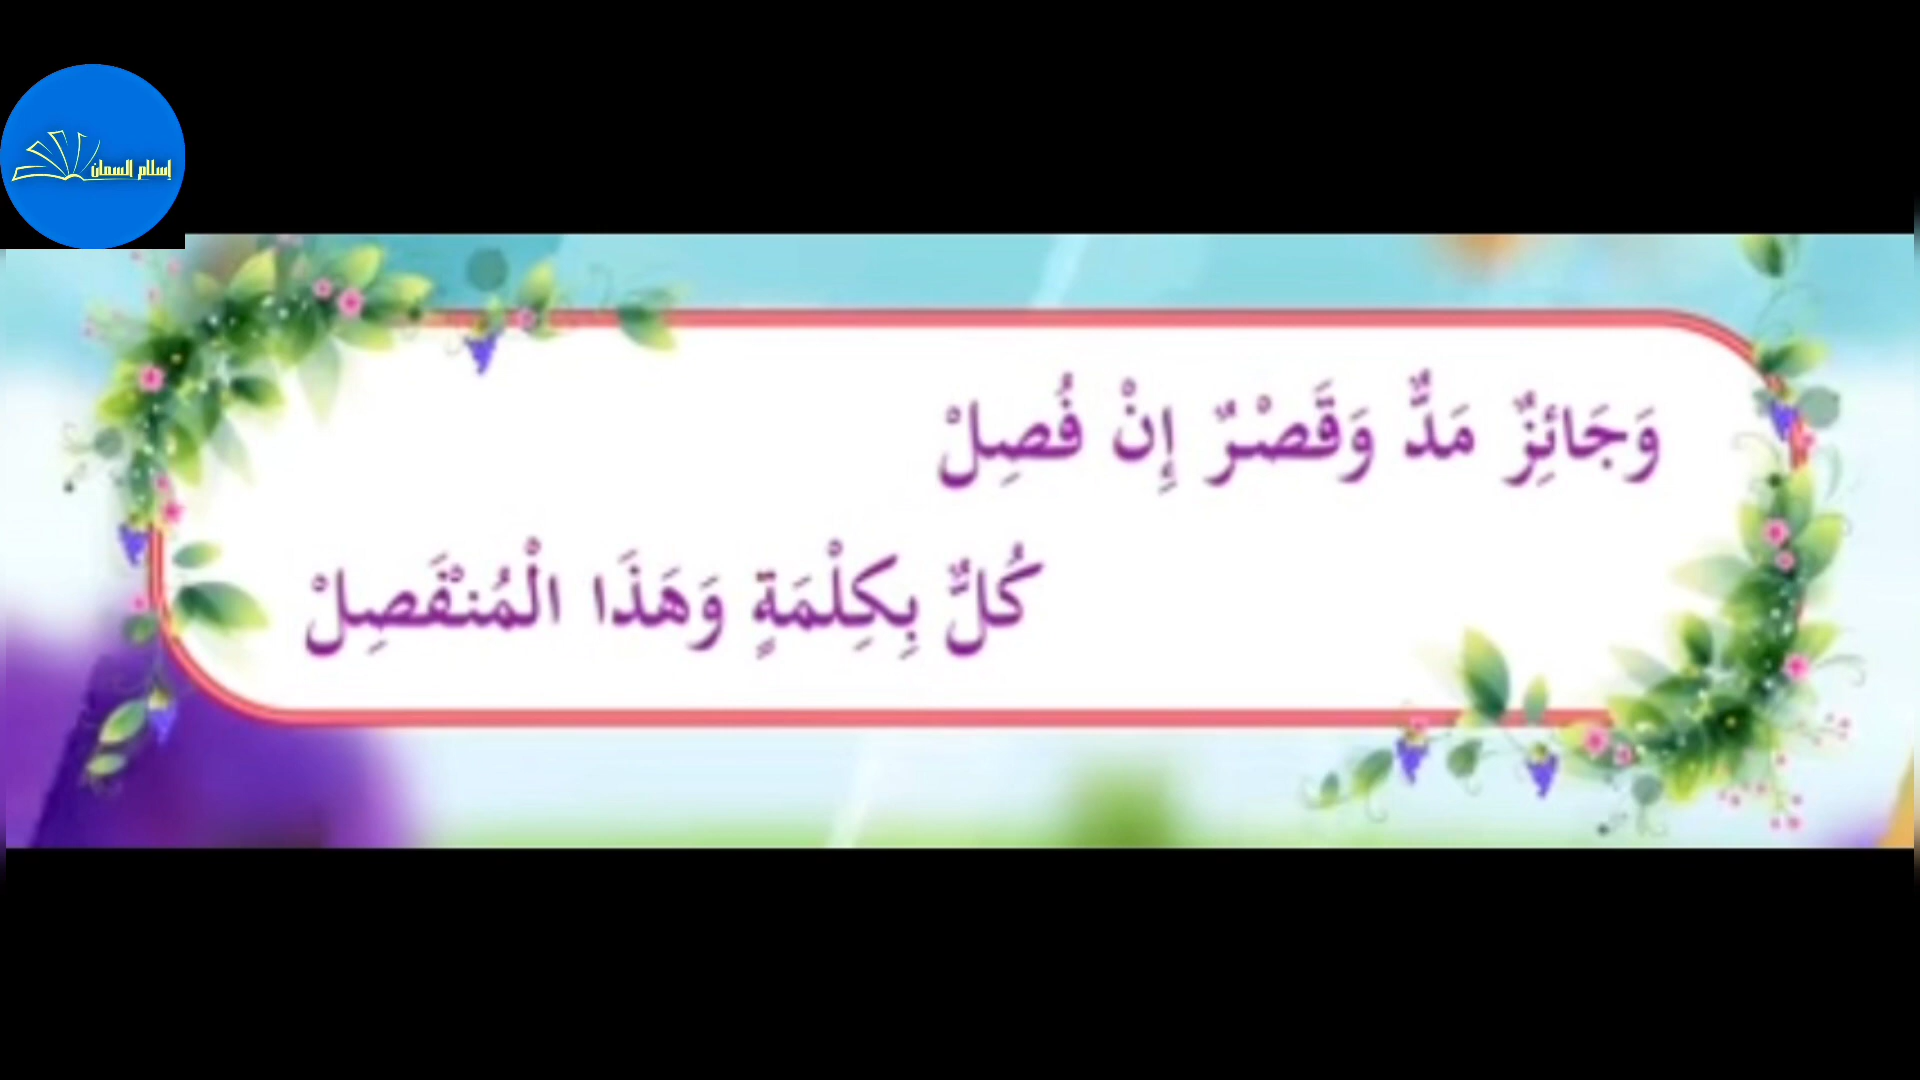 إسلام السمان
وَجَائِزٌ مَدٌّ وَقَصْرٌ إِنْ فُصِلْ
كُلٌّ بِكِلْمَةٍ وَهَذَا الْمُنْفَصِلْ